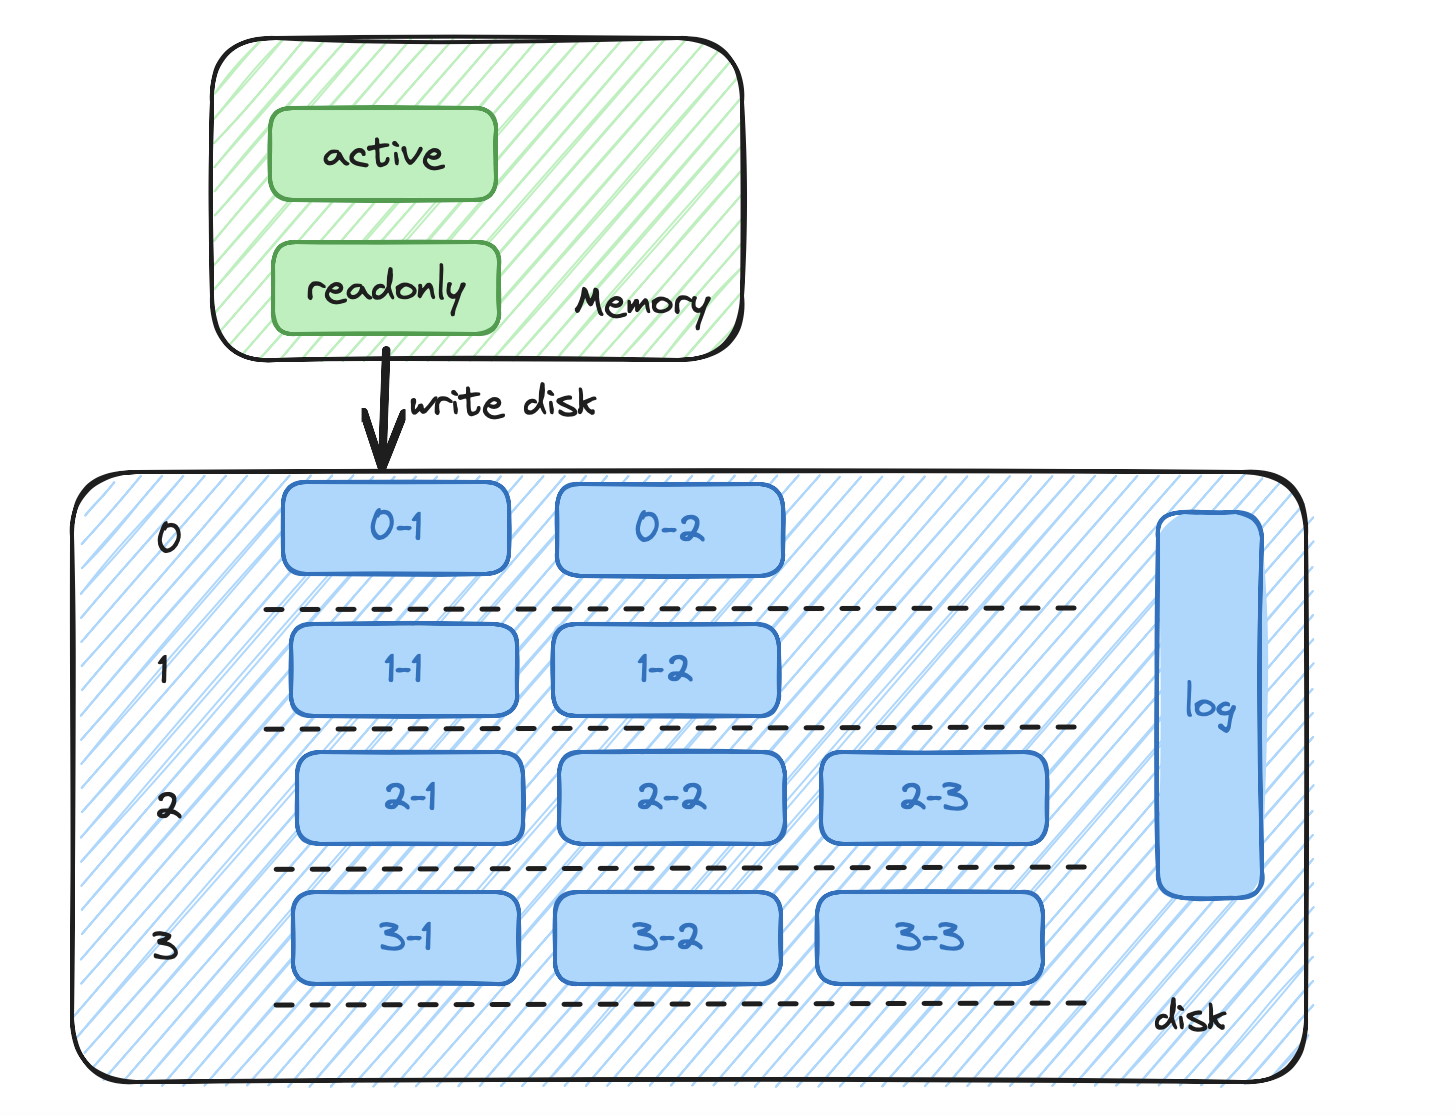 active
readonly
Memory
write disk
0
0-1
0-2
1
1-1
1-2
log
2
2-1
2-2
2-3
3
3-1
3-2
3-3
disk